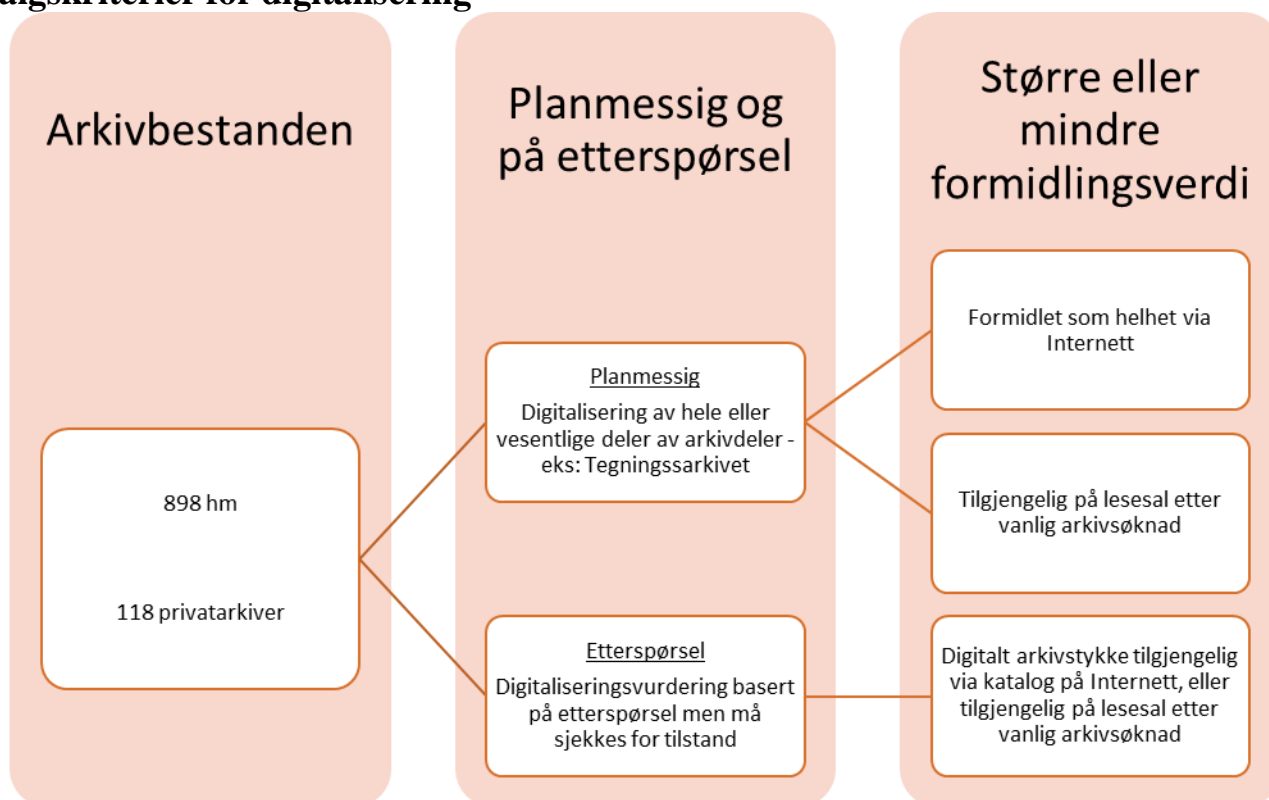 for digitalisering
Arkivbestanden
898 hm
118 privatarkiver
Planmessig og
på etterspørsel
Planmessig
Digitalisering av hele eller
vesentlige deler av arkivdeler -
eks: Tegningssarkivet
Etterspørsel
Digitaliseringsvurdering basert
på etterspørsel men må
sjekkes for tilstand
Større eller
mindre
formidlingsverdi
Formidlet som helhet via
Internett
Tilgjengelig på lesesal etter
vanlig arkivsøknad
Digitalt arkivstykke tilgjengelig
via katalog på Internett, eller
tilgjengelig på lesesal etter
vanlig arkivsøknad